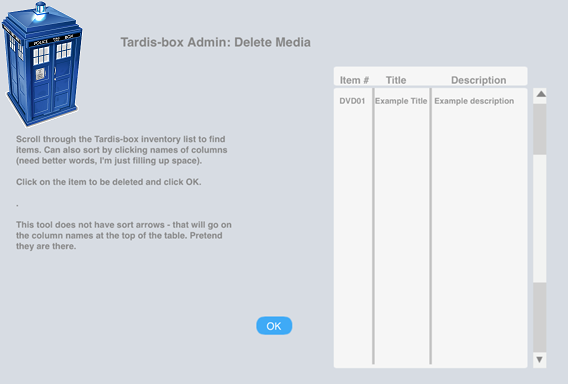 POLICE BOX
Tardis-box Admin: Delete Media
Item # Title Description
DVD01 Example Title Example description
Scroll through the Tardis-box inventory list to find
items. Can also sort by clicking names of columns
(need better words, I'm just filling up space).
Click on the item to be deleted and click OK.
.
This tool does not have sort arrows - that will go on
the column names at the top of the table. Pretend
they are there.
OK